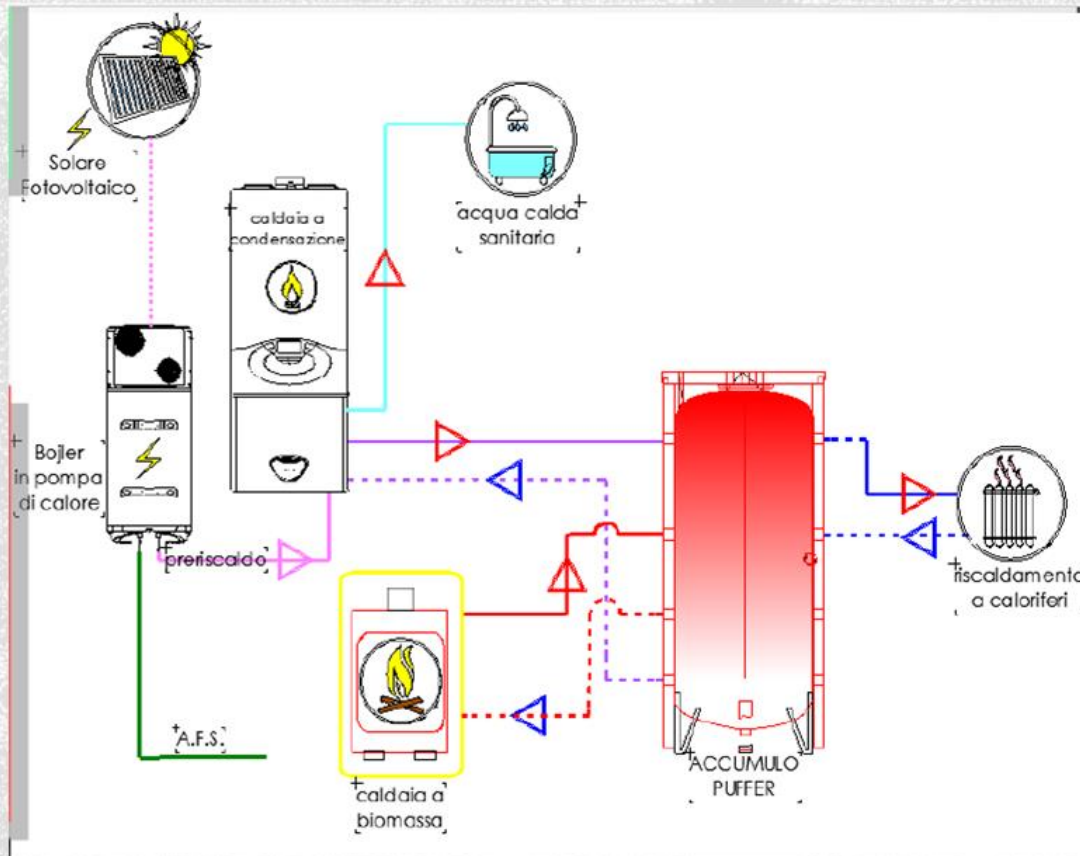 Solare
Fotovoltaico
caldaia a
condensazione
acqua calda
sanitaria
Bojler
in pompa
di calore
preriscaldo
riscaldamento
a caloriferi
A.F.S.
caldaia a
biomassa
ACCUMULO
PUFFER